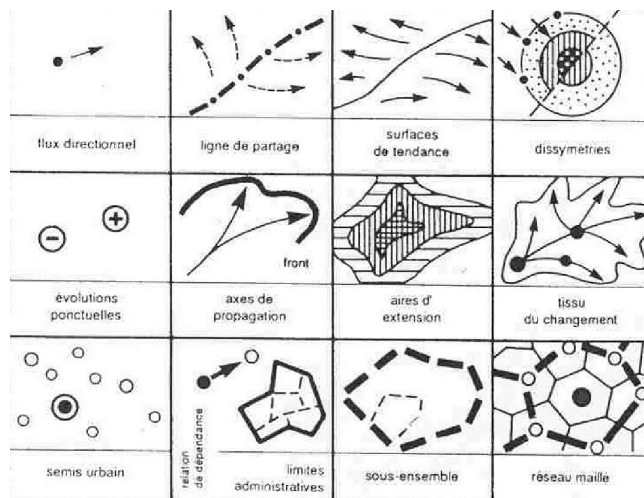 flux directionnel
ligne de partage
surfaces
de tendance
dissymétries
front
évolutions
ponctuelles
axes de
propagation
aires d'
extension
tissu
du changement
semis urbain
relation
de dépendance
limites
administratives
sous-ensemble
réseau maillé